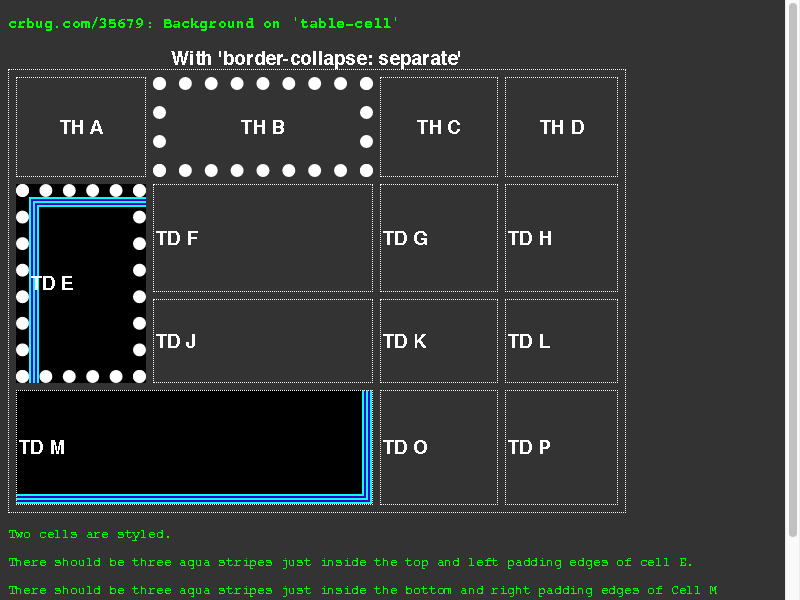 crbug.com/35679: Background on 'table-cell'
With 'border-collapse: separate'
TH A TH B TH C TH D
TD F TD G TD H
TD E
TD J TD K TD L
TD M TD O TD P
Two cells are styled.
There should be three aqua stripes just inside the top and left padding edges of cell E.
There should be three aqua stripes just inside the bottom and right padding edges of Cell M